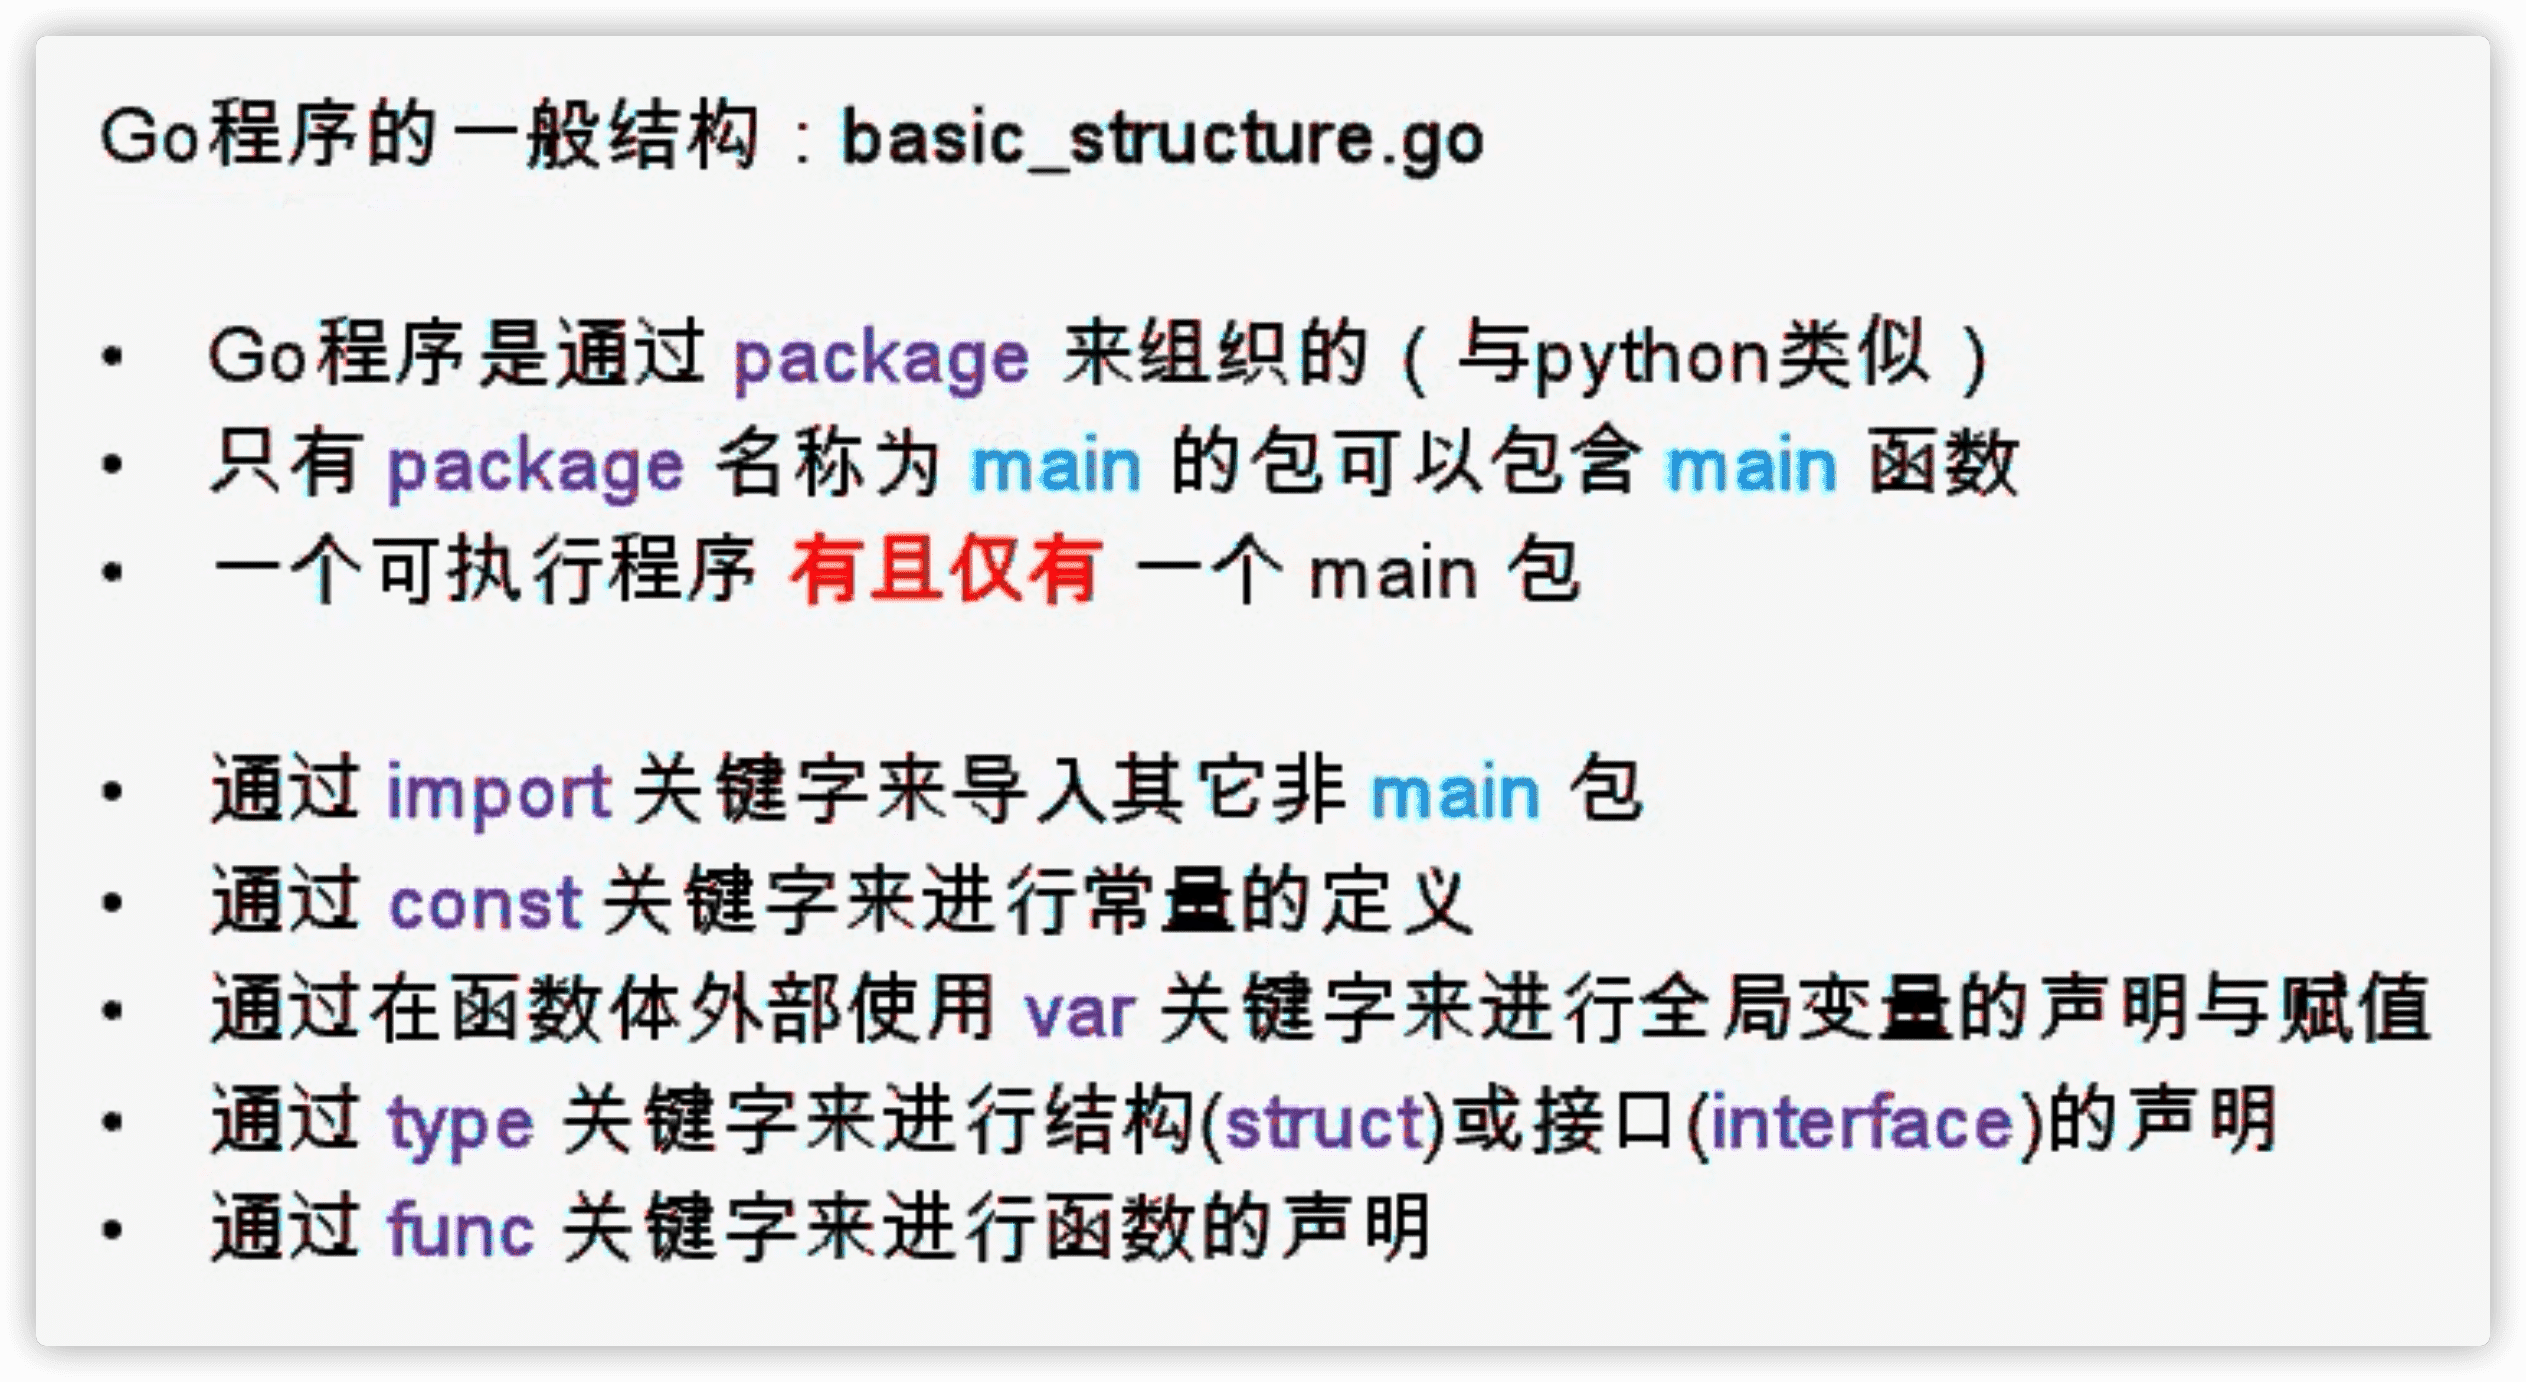 Go程序的一般结构：basic_structure.go
• Go程序是通过 package 来组织的（与python类似）
• 只有 package 名称为 main 的包可以包含 main 函数
• 一个可执行程序 有且仅有 一个 main 包
• 通过 import 关键字来导入其它非 main 包
• 通过 const 关键字来进行常量的定义
• 通过在函数体外部使用 var 关键字来进行全局变量的声明与赋值
• 通过 type 关键字来进行结构(struct)或接口(interface)的声明
• 通过 func 关键字来进行函数的声明